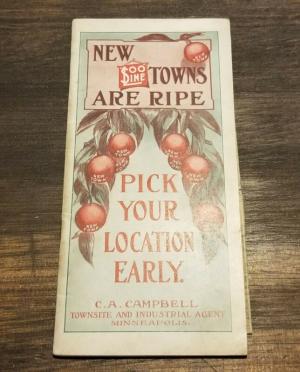 NEW
SOO LINE TOWNS
ARE RIPE
PICK
YOUR
LOCATION
EARLY.
C.A. CAMPBELL
TOWNSITE AND INDUSTRIAL AGENT
MINNEAPOLIS.